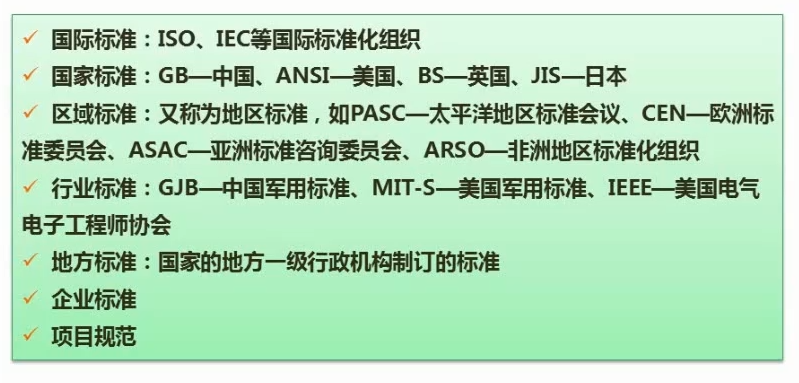 ✓ 国际标准：ISO、IEC等国际标准化组织
✓ 国家标准：GB—中国、ANSI—美国、BS—英国、JIS—日本
✓ 区域标准：又称为地区标准，如PASC—太平洋地区标准会议、CEN—欧洲标
准委员会、ASAC—亚洲标准咨询委员会、ARSO—非洲地区标准化组织
✓ 行业标准：GJB—中国军用标准、MIT-S—美国军用标准、IEEE—美国电气
电子工程师协会
✓ 地方标准：国家的地方一级行政机构制订的标准
✓ 企业标准
✓ 项目规范